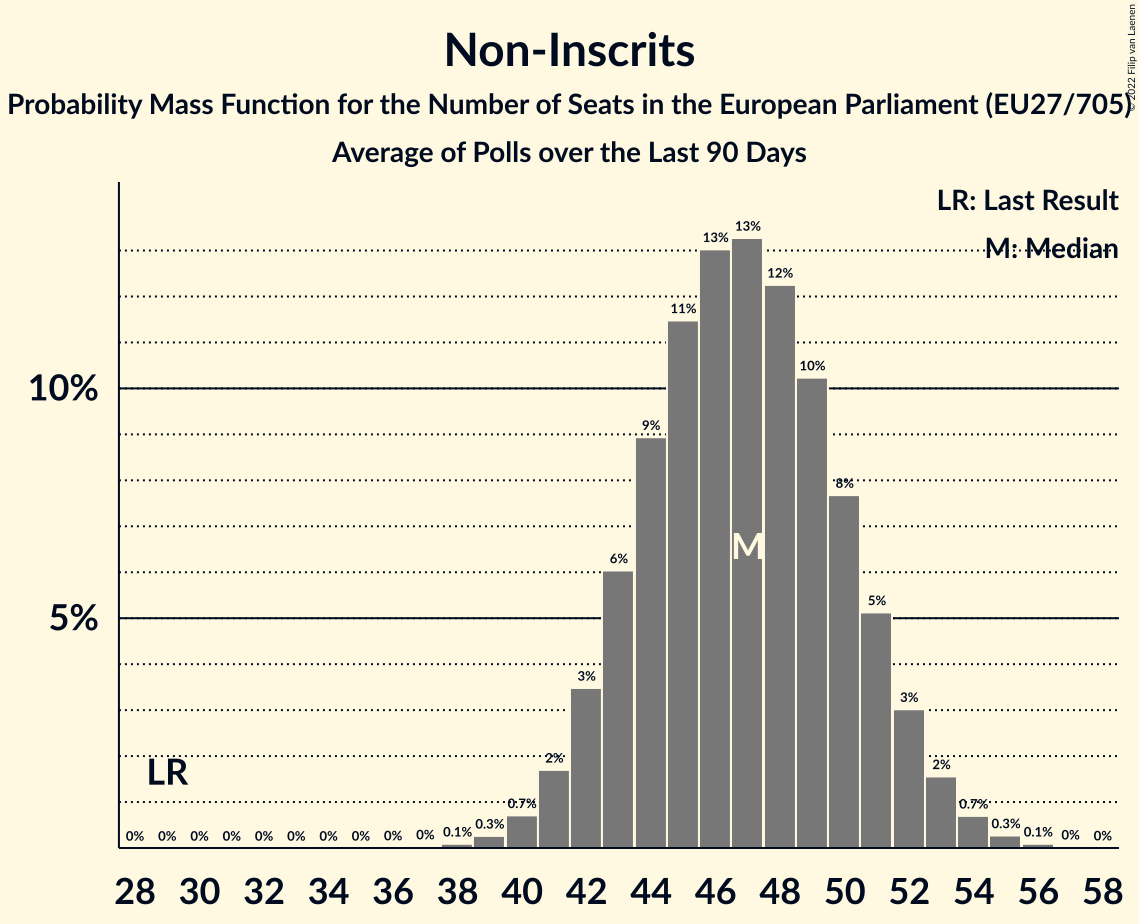 Non-Inscrits
Probability Mass Function for the Number of Seats in the European Parliament (EU27/705)
Average of Polls over the Last 90 Days
© 2022 Filip van Laenen
LR: Last Result
M: Median
10%
5%
LR
M
0% 0% 0% 0% 0% 0% 0% 0% 0% 0% 0.1% 0.3% 0.7% 2% 3% 6% 9% 11% 13% 13% 12% 10% 8% 5% 3% 2% 0.7% 0.3% 0.1% 0% 0%
28 30 32 34 36 38 40 42 44 46 48 50 52 54 56 58